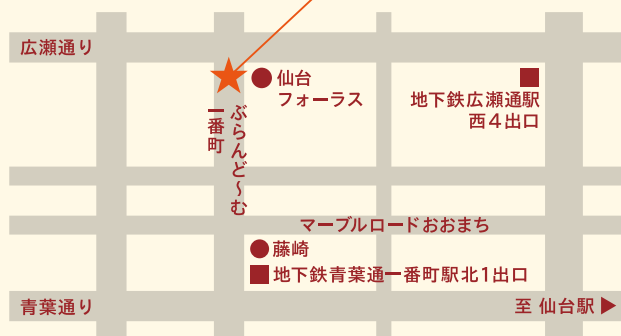 広瀬通り
仙台
フォーラス
地下鉄広瀬通駅
西4出口
一番町
ぶらんど〜む
マーブルロードおおまち
藤崎
地下鉄青葉通一番町駅北1出口
青葉通り
至 仙台駅